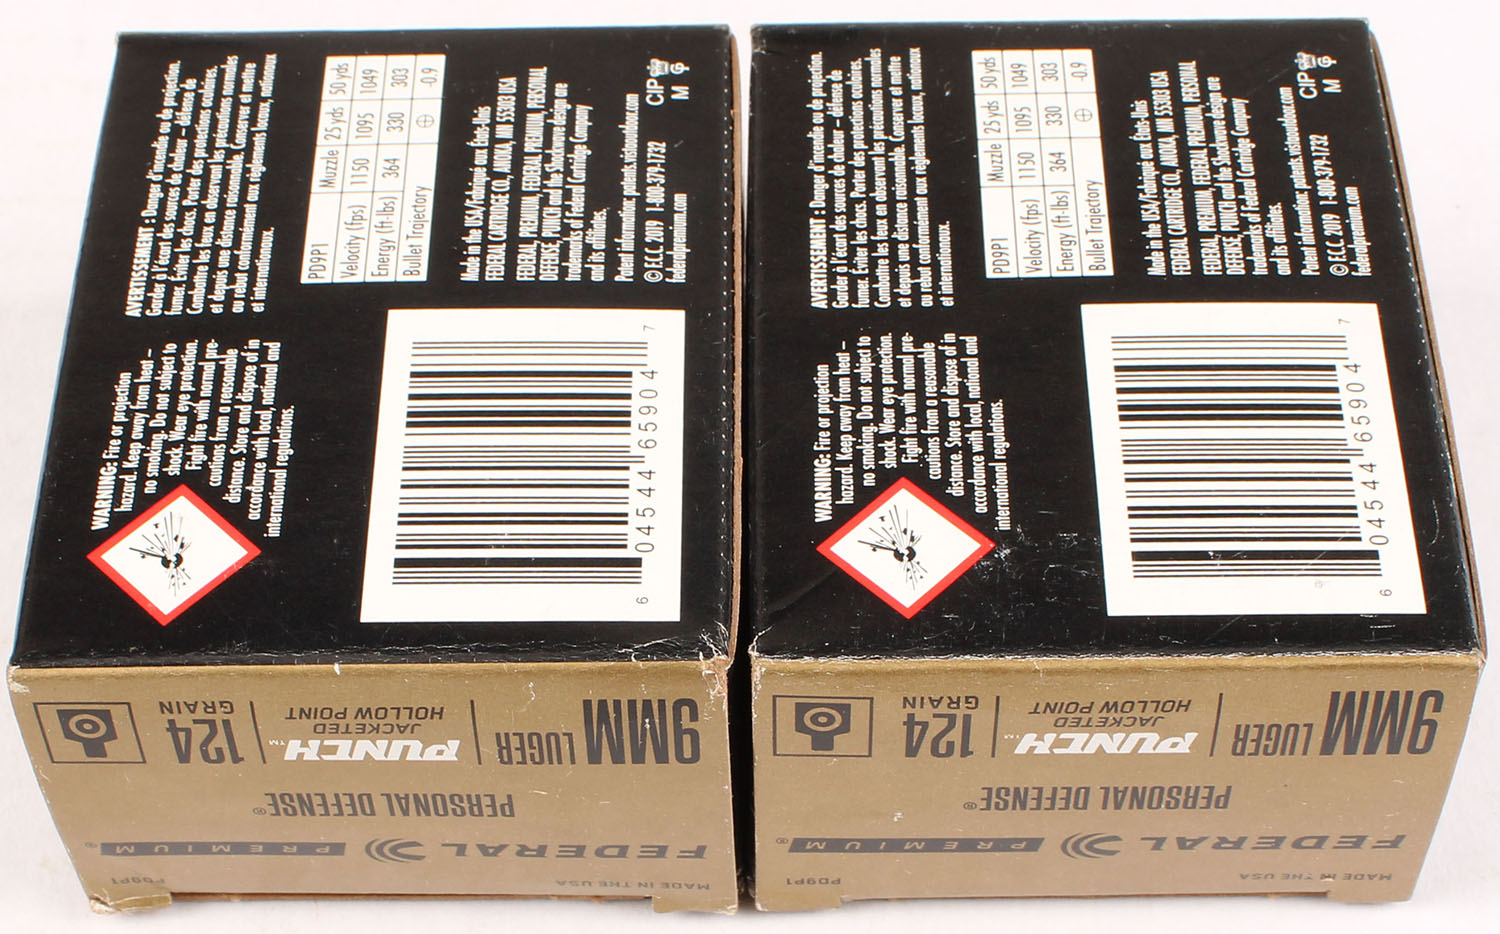 AVERTISSEMENT : Danger d'incendie ou de projection.
Garder à l'écart des sources de chaleur – défense de
fumer. Éviter les chocs. Porter des protections oculaires.
Combattre les feux en observant les précautions normales
et depuis une distance raisonnable. Conserver et mettre
au rebut conformément aux règlements locaux, nationaux
et internationaux.
PD9P1 Muzzle 25 yds 50 yds
Velocity (fps) 1150 1095 1049
Energy (ft-lbs) 364 330 303
Bullet Trajectory ⊕ -0.9
Made in the USA/Fabriqué aux États-Unis
FEDERAL CARTRIDGE CO., ANOKA, MN 55303 USA
FEDERAL PREMIUM, FEDERAL PREMIUM, PERSONAL
DEFENSE, PUNCH and the Shockwave design are
trademarks of Federal Cartridge Company
and its affiliates.
Patent information: patents.vistaoutdoor.com
© F.C.C. 2019 1-800-379-1732
federalpremium.com
CIP
M
WARNING: Fire or projection
hazard. Keep away from heat –
no smoking. Do not subject to
shock. Wear eye protection.
Fight fire with normal pre-
cautions from a reasonable
distance. Store and dispose of in
accordance with local, national and
international regulations.
6 04544 65904 7
9MM LUGER PUNCH™ 124
JACKETED GRAIN
HOLLOW POINT
PERSONAL DEFENSE®
FEDERAL PREMIUM®
MADE IN THE USA PD9P1
AVERTISSEMENT : Danger d'incendie ou de projection.
Garder à l'écart des sources de chaleur – défense de
fumer. Éviter les chocs. Porter des protections oculaires.
Combattre les feux en observant les précautions normales
et depuis une distance raisonnable. Conserver et mettre
au rebut conformément aux règlements locaux, nationaux
et internationaux.
PD9P1 Muzzle 25 yds 50 yds
Velocity (fps) 1150 1095 1049
Energy (ft-lbs) 364 330 303
Bullet Trajectory ⊕ -0.9
Made in the USA/Fabriqué aux États-Unis
FEDERAL CARTRIDGE CO., ANOKA, MN 55303 USA
FEDERAL PREMIUM, FEDERAL PREMIUM, PERSONAL
DEFENSE, PUNCH and the Shockwave design are
trademarks of Federal Cartridge Company
and its affiliates.
Patent information: patents.vistaoutdoor.com
© F.C.C. 2019 1-800-379-1732
federalpremium.com
CIP
M
WARNING: Fire or projection
hazard. Keep away from heat –
no smoking. Do not subject to
shock. Wear eye protection.
Fight fire with normal pre-
cautions from a reasonable
distance. Store and dispose of in
accordance with local, national and
international regulations.
6 04544 65904 7
9MM LUGER PUNCH™ 124
JACKETED GRAIN
HOLLOW POINT
PERSONAL DEFENSE®
FEDERAL PREMIUM®
MADE IN THE USA PD9P1